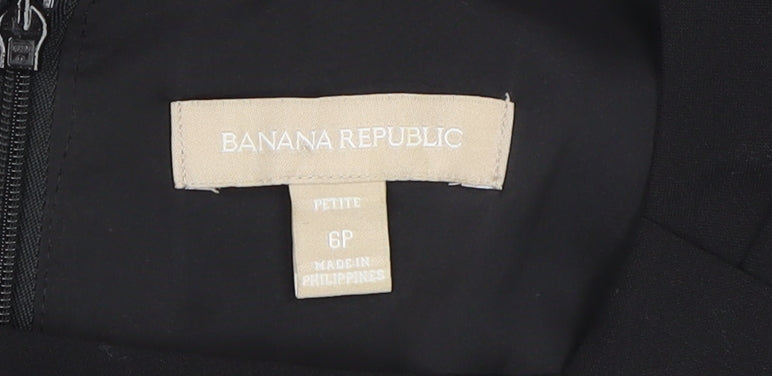 BANANA REPUBLIC
PETITE
6P
MADE IN
PHILIPPINES